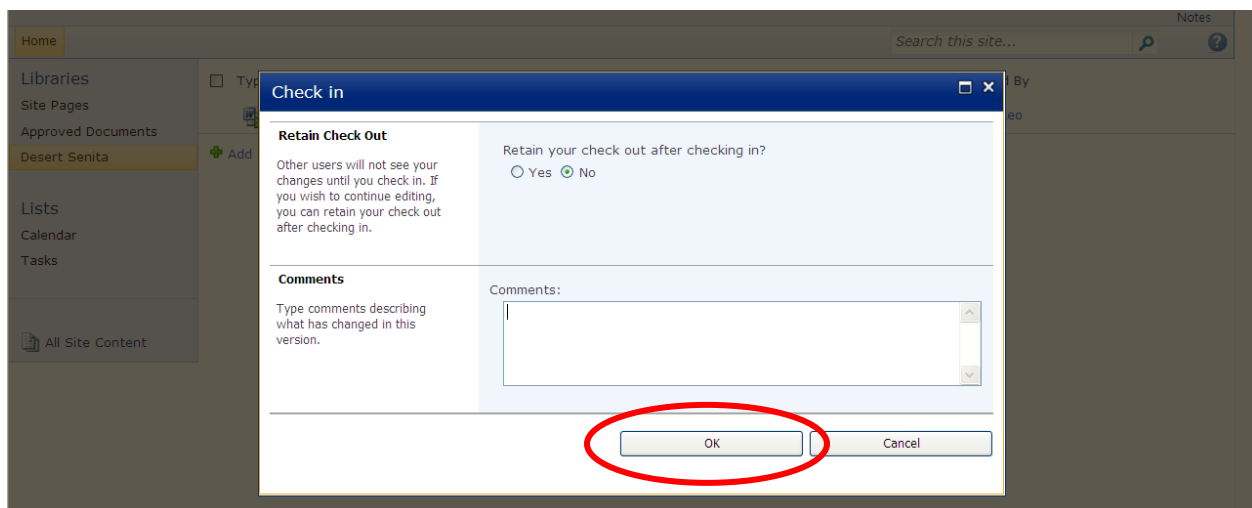 Notes
Home
Search this site...
Libraries
Site Pages
Approved Documents
Desert Senita
Lists
Calendar
Tasks
All Site Content
Typ
By
eo
Add
Check in
Retain Check Out
Other users will not see your
changes until you check in. If
you wish to continue editing,
you can retain your check out
after checking in.
Retain your check out after checking in?
Yes No
Comments
Type comments describing
what has changed in this
version.
Comments:
OK Cancel